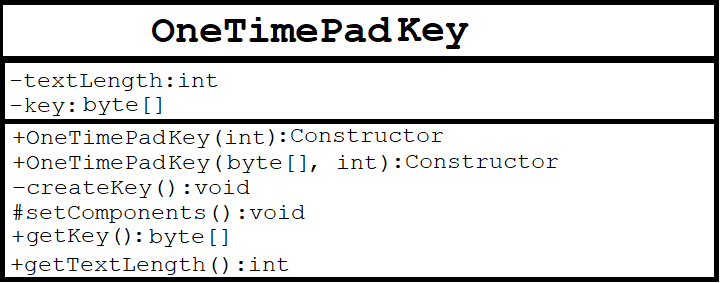 OneTimePadKey
-textLength:int
-key:byte[]
+OneTimePadKey(int):Constructor
+OneTimePadKey(byte[], int):Constructor
-createKey():void
#setComponents():void
+getKey():byte[]
+getTextLength():int